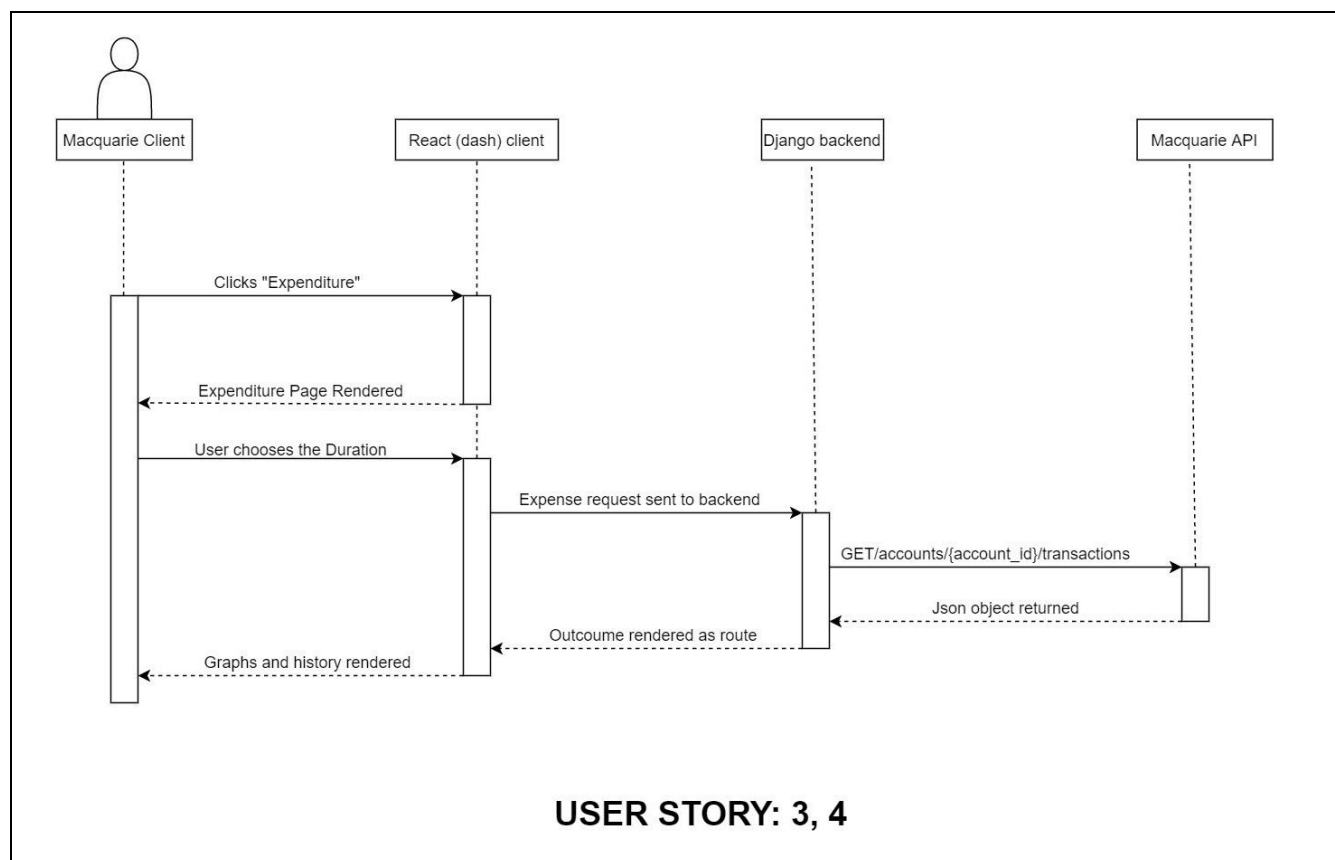 Macquarie Client
React (dash) client
Django backend
Macquarie API
Clicks "Expenditure"
Expenditure Page Rendered
User chooses the Duration
Expense request sent to backend
GET/accounts/{account_id}/transactions
Json object returned
Outcoume rendered as route
Graphs and history rendered
USER STORY: 3, 4